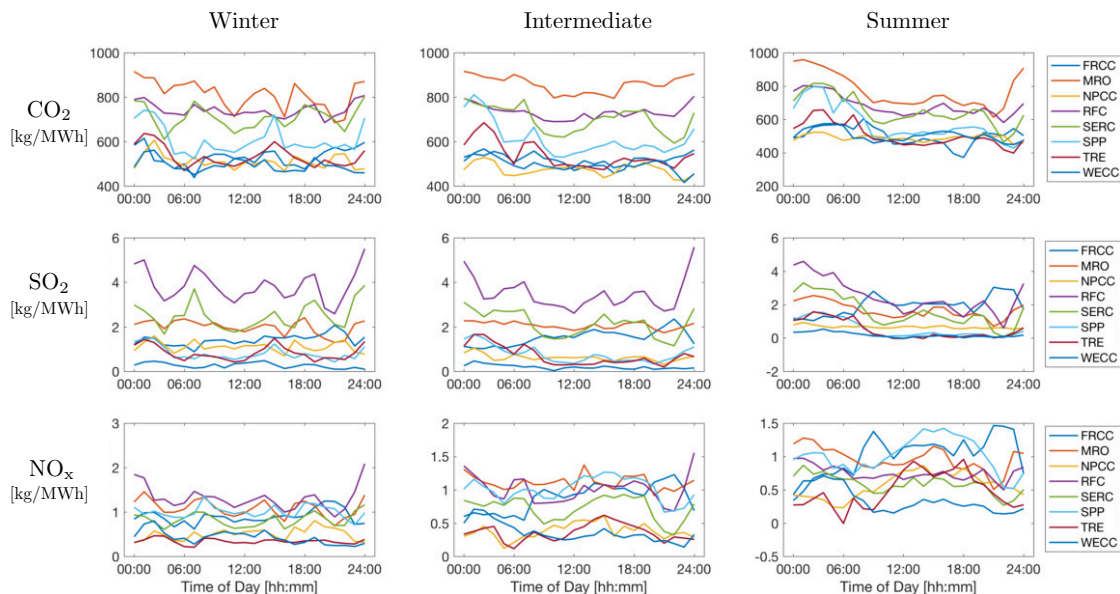 Winter Intermediate Summer
CO2
[kg/MWh]
1000
800
600
400
00:00 06:00 12:00 18:00 24:00
1000
800
600
400
00:00 06:00 12:00 18:00 24:00
1000
800
600
400
200
00:00 06:00 12:00 18:00 24:00
FRCC
MRO
NPCC
RFC
SERC
SPP
TRE
WECC
SO2
[kg/MWh]
6
4
2
0
00:00 06:00 12:00 18:00 24:00
6
4
2
0
00:00 06:00 12:00 18:00 24:00
6
4
2
0
-2
00:00 06:00 12:00 18:00 24:00
FRCC
MRO
NPCC
RFC
SERC
SPP
TRE
WECC
NOx
[kg/MWh]
3
2
1
0
00:00 06:00 12:00 18:00 24:00
Time of Day [hh:mm]
2
1.5
1
0.5
0
00:00 06:00 12:00 18:00 24:00
Time of Day [hh:mm]
1.5
1
0.5
0
-0.5
00:00 06:00 12:00 18:00 24:00
Time of Day [hh:mm]
FRCC
MRO
NPCC
RFC
SERC
SPP
TRE
WECC